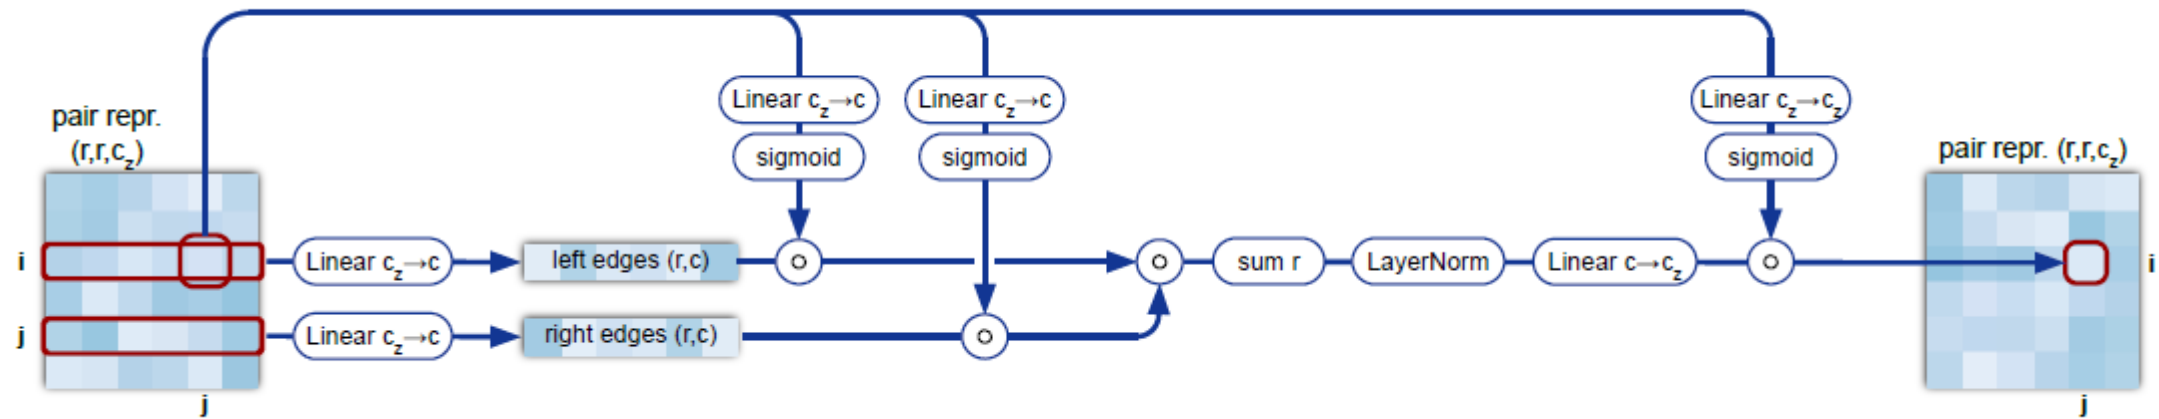 pair repr.
(r,r,c_z)
i
j
j
Linear c_z→c
Linear c_z→c
left edges (r,c)
right edges (r,c)
Linear c_z→c
sigmoid
Linear c_z→c
sigmoid
sum r
LayerNorm
Linear c→c_z
Linear c_z→c_z
sigmoid
pair repr. (r,r,c_z)
i
j